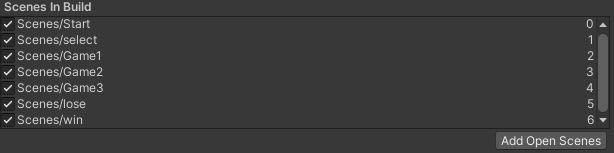 Scenes In Build
Scenes/Start 0
Scenes/select 1
Scenes/Game1 2
Scenes/Game2 3
Scenes/Game3 4
Scenes/lose 5
Scenes/win 6
Add Open Scenes